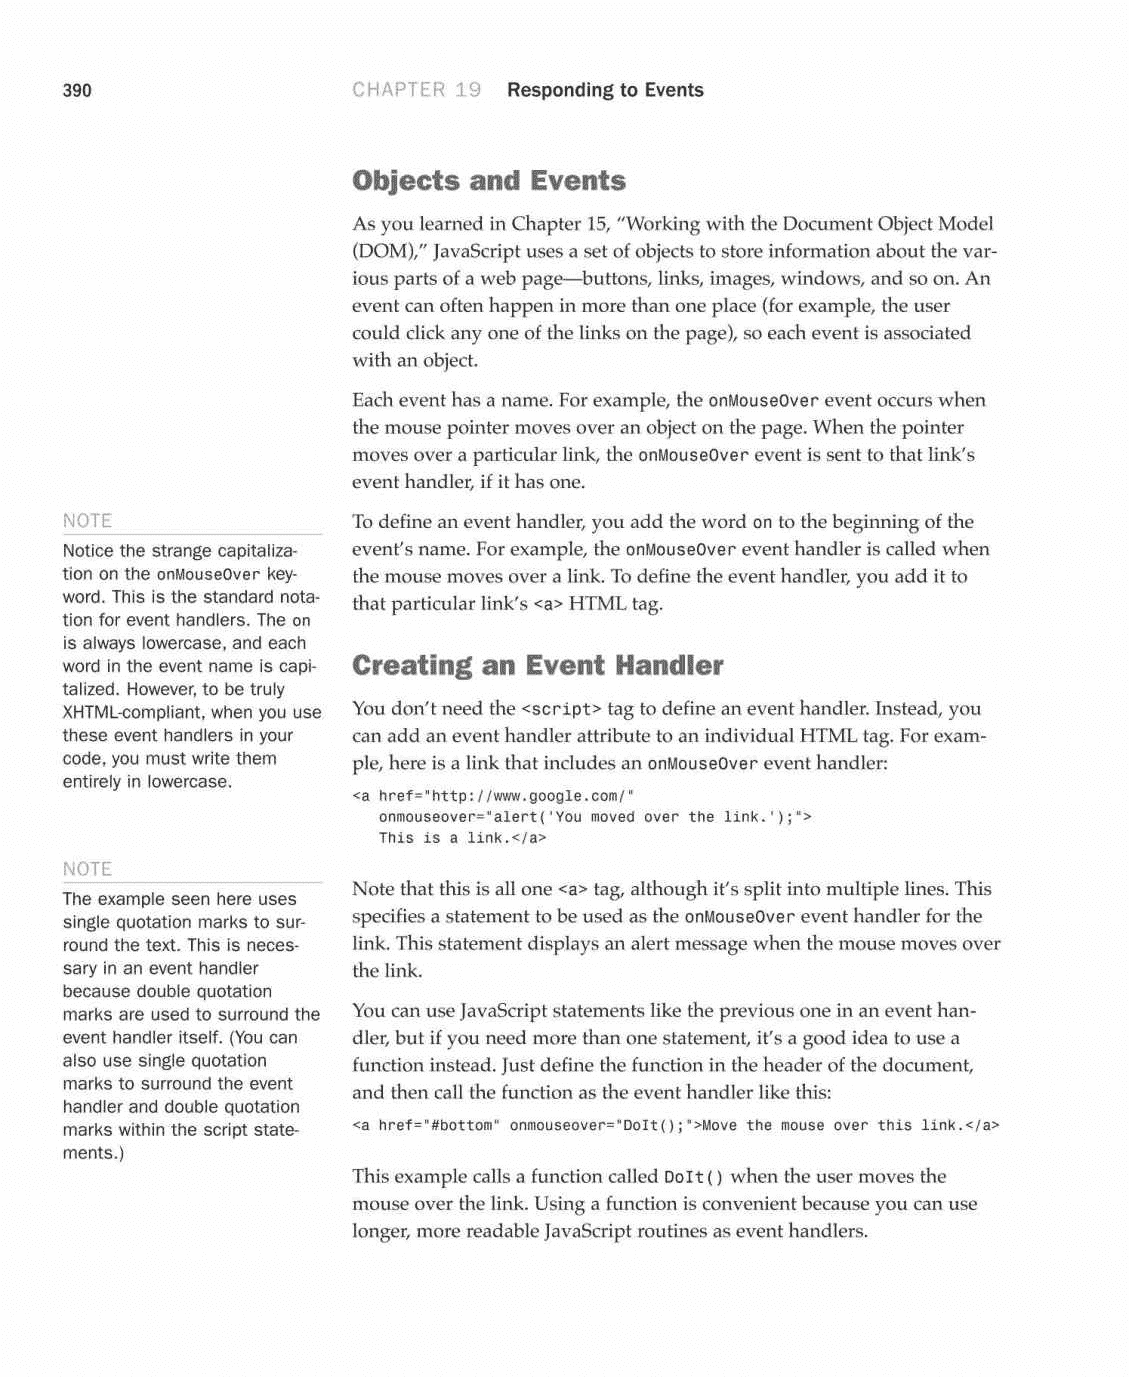 390
CHAPTER 19 Responding to Events
Objects and Events
As you learned in Chapter 15, “Working with the Document Object Model
(DOM),” JavaScript uses a set of objects to store information about the var-
ious parts of a web page—buttons, links, images, windows, and so on. An
event can often happen in more than one place (for example, the user
could click any one of the links on the page), so each event is associated
with an object.
Each event has a name. For example, the onMouseOver event occurs when
the mouse pointer moves over an object on the page. When the pointer
moves over a particular link, the onMouseOver event is sent to that link’s
event handler, if it has one.
To define an event handler, you add the word on to the beginning of the
event’s name. For example, the onMouseOver event handler is called when
the mouse moves over a link. To define the event handler, you add it to
that particular link’s <a> HTML tag.
NOTE
Notice the strange capitaliza-
tion on the onMouseOver key-
word. This is the standard nota-
tion for event handlers. The on
is always lowercase, and each
word in the event name is capi-
talized. However, to be truly
XHTML-compliant, when you use
these event handlers in your
code, you must write them
entirely in lowercase.
Creating an Event Handler
You don’t need the <script> tag to define an event handler. Instead, you
can add an event handler attribute to an individual HTML tag. For exam-
ple, here is a link that includes an onMouseOver event handler:
<a href="http://www.google.com/"
onmouseover="alert('You moved over the link.');">
This is a link.</a>
NOTE
The example seen here uses
single quotation marks to sur-
round the text. This is neces-
sary in an event handler
because double quotation
marks are used to surround the
event handler itself. (You can
also use single quotation
marks to surround the event
handler and double quotation
marks within the script state-
ments.)
Note that this is all one <a> tag, although it’s split into multiple lines. This
specifies a statement to be used as the onMouseOver event handler for the
link. This statement displays an alert message when the mouse moves over
the link.
You can use JavaScript statements like the previous one in an event han-
dler, but if you need more than one statement, it’s a good idea to use a
function instead. Just define the function in the header of the document,
and then call the function as the event handler like this:
<a href="#bottom" onmouseover="DoIt();">Move the mouse over this link.</a>
This example calls a function called DoIt() when the user moves the
mouse over the link. Using a function is convenient because you can use
longer, more readable JavaScript routines as event handlers.